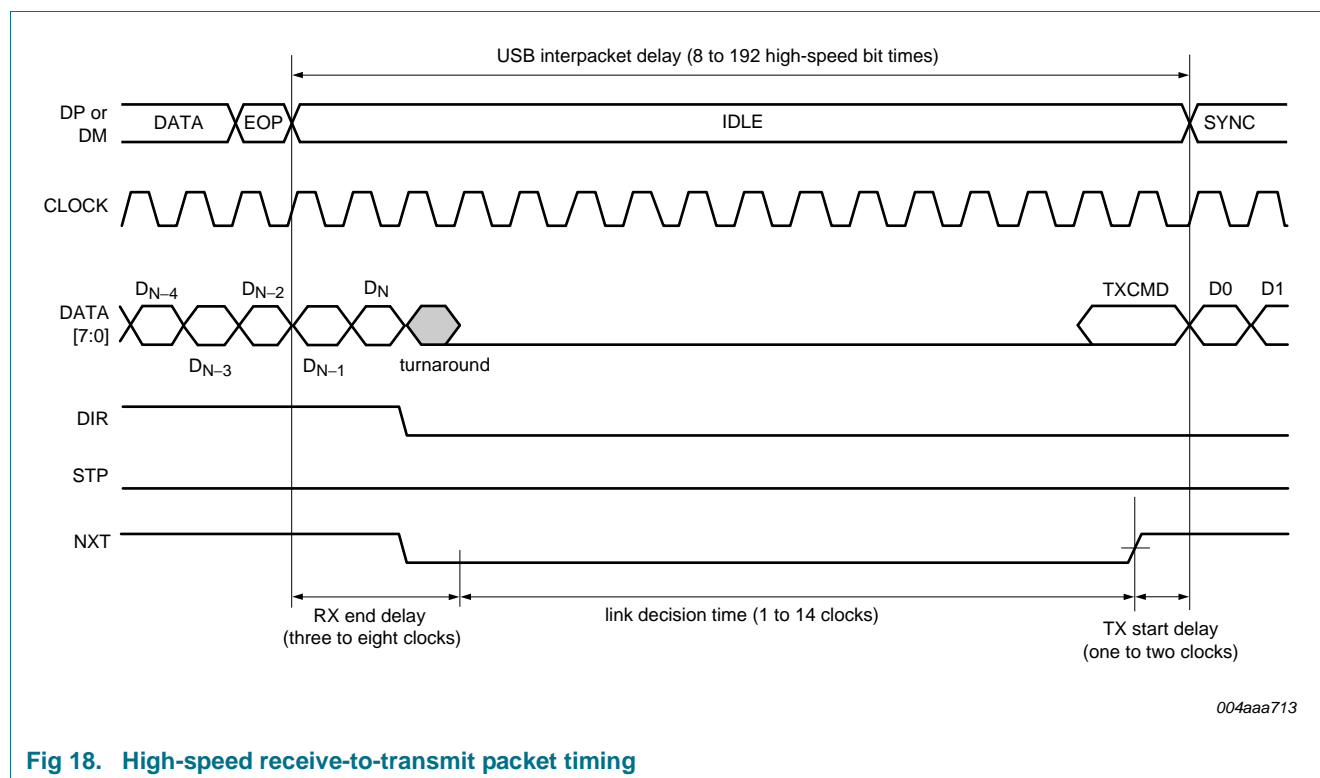 USB interpacket delay (8 to 192 high-speed bit times)
DP or
DM
DATA
EOP
IDLE
SYNC
CLOCK
DN–4
DN–2
DN
TXCMD
D0
D1
DATA
[7:0]
DN–3
DN–1
turnaround
DIR
STP
NXT
RX end delay
(three to eight clocks)
link decision time (1 to 14 clocks)
TX start delay
(one to two clocks)
004aaa713
Fig 18. High-speed receive-to-transmit packet timing